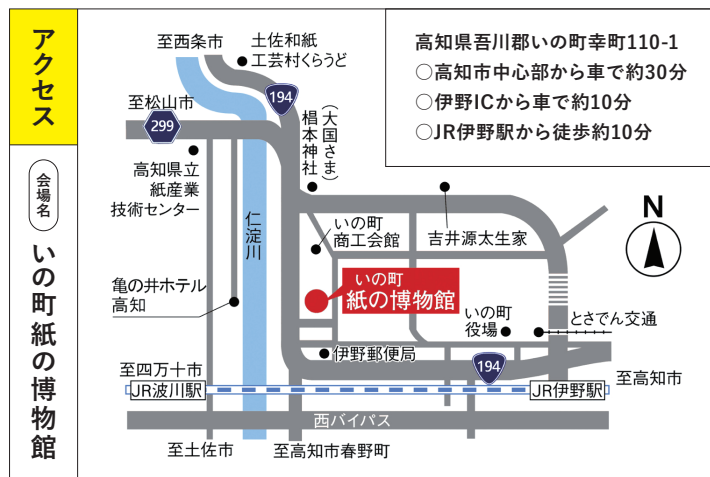 アクセス
会場名
いの町紙の博物館
高知県吾川郡いの町幸町110-1
○高知市中心部から車で約30分
○伊野ICから車で約10分
○JR伊野駅から徒歩約10分
至西条市
土佐和紙
工芸村くらうど
194
至松山市
299
(大国さま)
椙本神社
高知県立
紙産業
技術センター
仁淀川
いの町
商工会館
吉井源太生家
N
亀の井ホテル
高知
いの町
紙の博物館
いの町
役場
とさでん交通
伊野郵便局
至四万十市
194
至高知市
JR波川駅
JR伊野駅
西バイパス
至土佐市
至高知市春野町